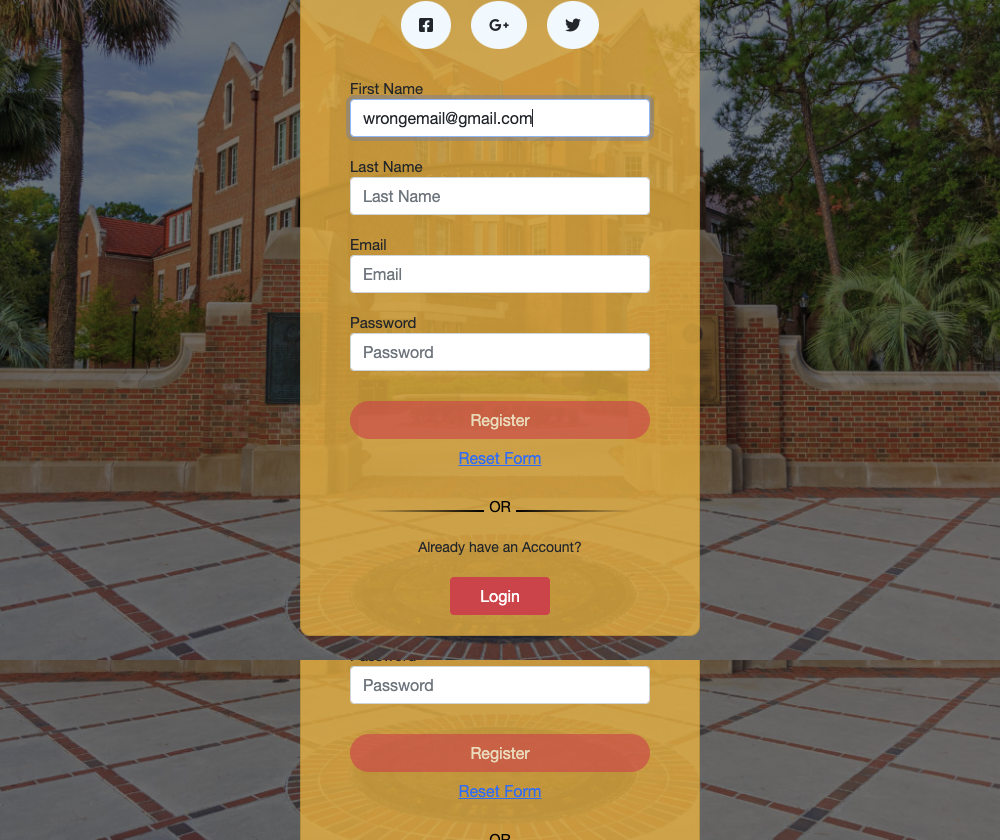 First Name
wrongemail@gmail.com
Last Name
Last Name
Email
Email
Password
Password
Register
Reset Form
OR
Already have an Account?
Login
Password
Password
Register
Reset Form
OR